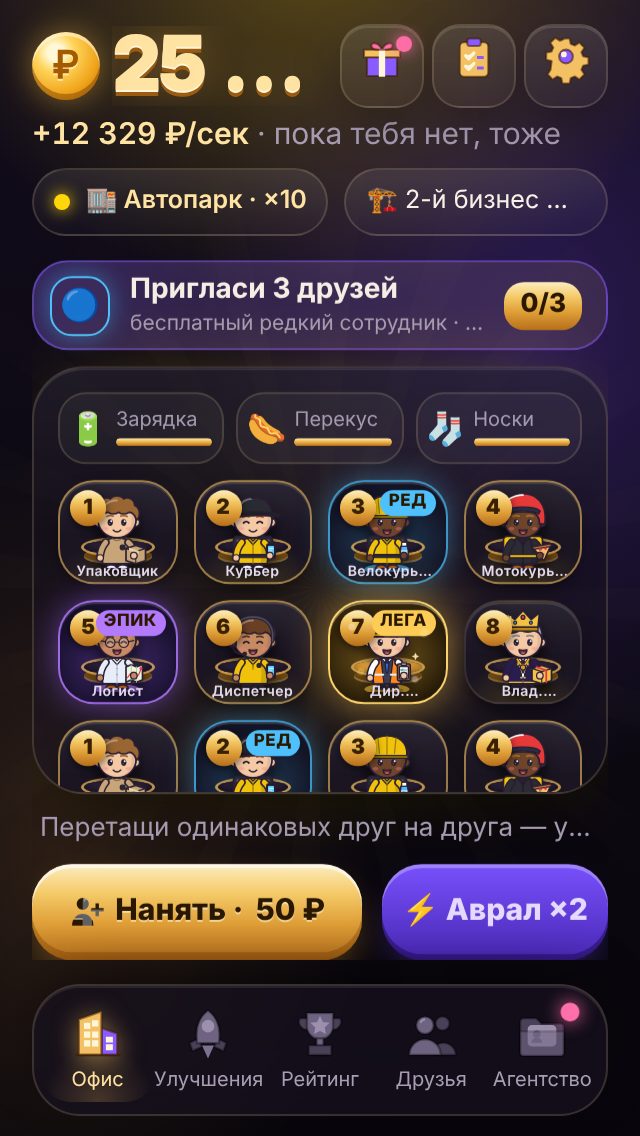 ₽ 25 ...
+12 329 ₽/сек · пока тебя нет, тоже
Автопарк · ×10
2-й бизнес ...
Пригласи 3 друзей
бесплатный редкий сотрудник · ...
0/3
Зарядка
Перекус
Носки
1
Упаковщик
2
Курьер
3 РЕД
Велокурь...
4
Мотокурь...
5 ЭПИК
Логист
6
Диспетчер
7 ЛЕГА
Дир....
8
Влад....
1
2 РЕД
3
4
Перетащи одинаковых друг на друга — у...
Нанять · 50 ₽
Аврал ×2
Офис
Улучшения
Рейтинг
Друзья
Агентство